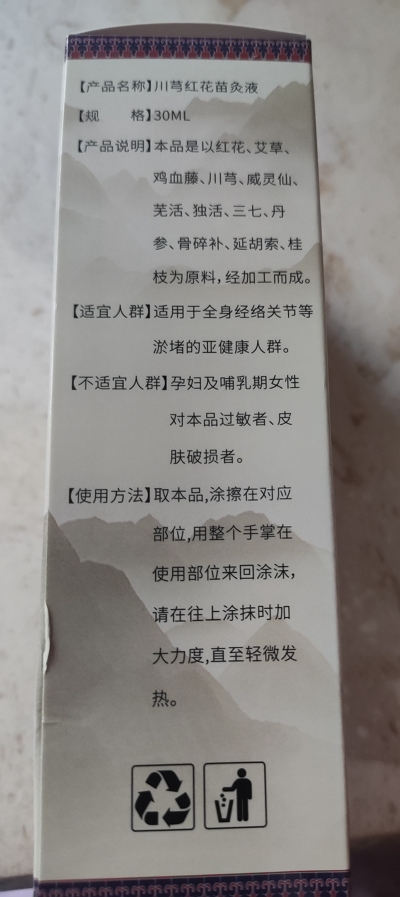 【产品名称】川芎红花苗灸液
【规 格】30ML
【产品说明】本品是以红花、艾草、
鸡血藤、川芎、威灵仙、
羌活、独活、三七、丹
参、骨碎补、延胡索、桂
枝为原料，经加工而成。
【适宜人群】适用于全身经络关节等
淤堵的亚健康人群。
【不适宜人群】孕妇及哺乳期女性
对本品过敏者、皮
肤破损者。
【使用方法】取本品,涂擦在对应
部位,用整个手掌在
使用部位来回涂沫，
请在往上涂抹时加
大力度,直至轻微发
热。